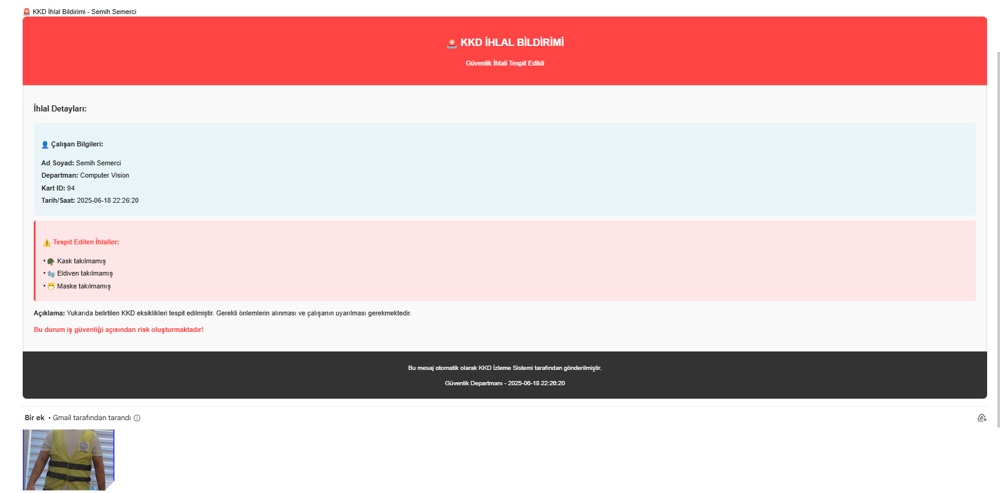 🚨 KKD İhlal Bildirimi - Semih Semerci
🚨 KKD İHLAL BİLDİRİMİ
Güvenlik İhlali Tespit Edildi
İhlal Detayları:
👤 Çalışan Bilgileri:
Ad Soyad: Semih Semerci
Departman: Computer Vision
Kart ID: 94
Tarih/Saat: 2025-06-18 22:26:20
⚠️ Tespit Edilen İhlaller:
• 🪖 Kask takılmamış
• 🧤 Eldiven takılmamış
• 😷 Maske takılmamış
Açıklama: Yukarıda belirtilen KKD eksiklikleri tespit edilmiştir. Gerekli önlemlerin alınması ve çalışanın uyarılması gerekmektedir.
Bu durum iş güvenliği açısından risk oluşturmaktadır!
Bu mesaj otomatik olarak KKD İzleme Sistemi tarafından gönderilmiştir.
Güvenlik Departmanı - 2025-06-18 22:26:20
Bir ek • Gmail tarafından tarandı